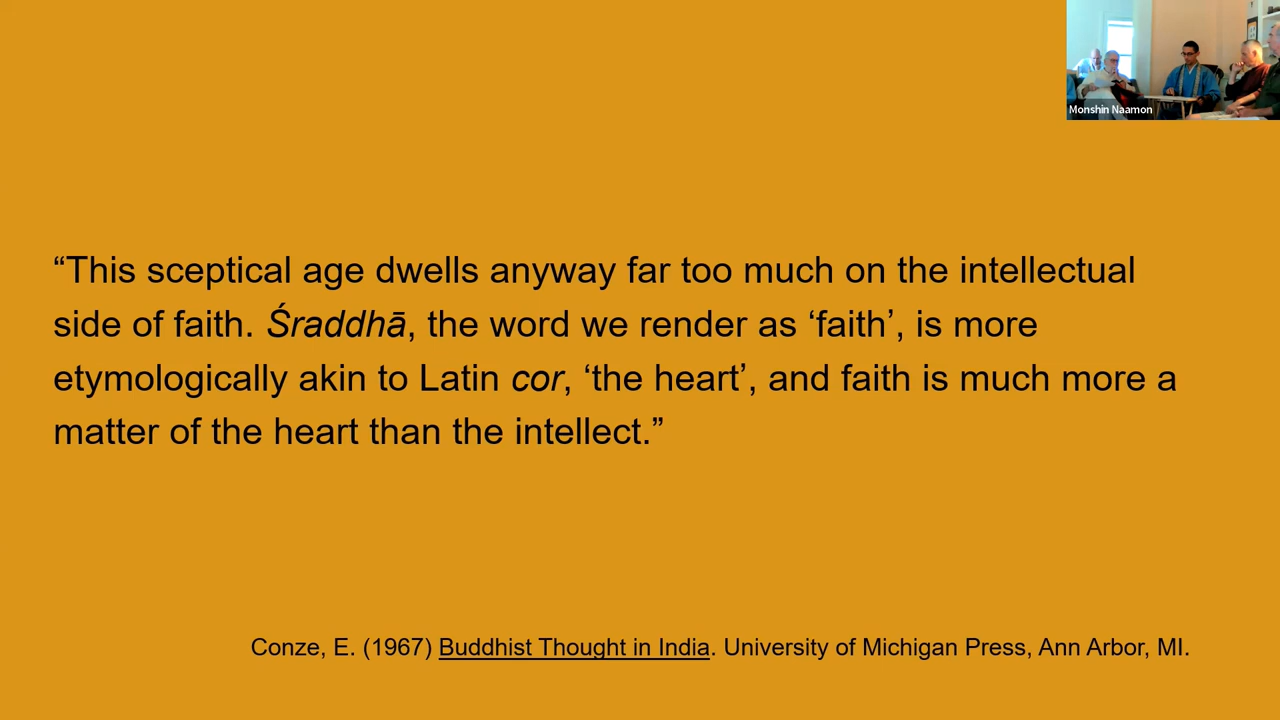 Monshin Naamon
“This sceptical age dwells anyway far too much on the intellectual
side of faith. Śraddhā, the word we render as ‘faith’, is more
etymologically akin to Latin cor, ‘the heart’, and faith is much more a
matter of the heart than the intellect.”
Conze, E. (1967) Buddhist Thought in India. University of Michigan Press, Ann Arbor, MI.